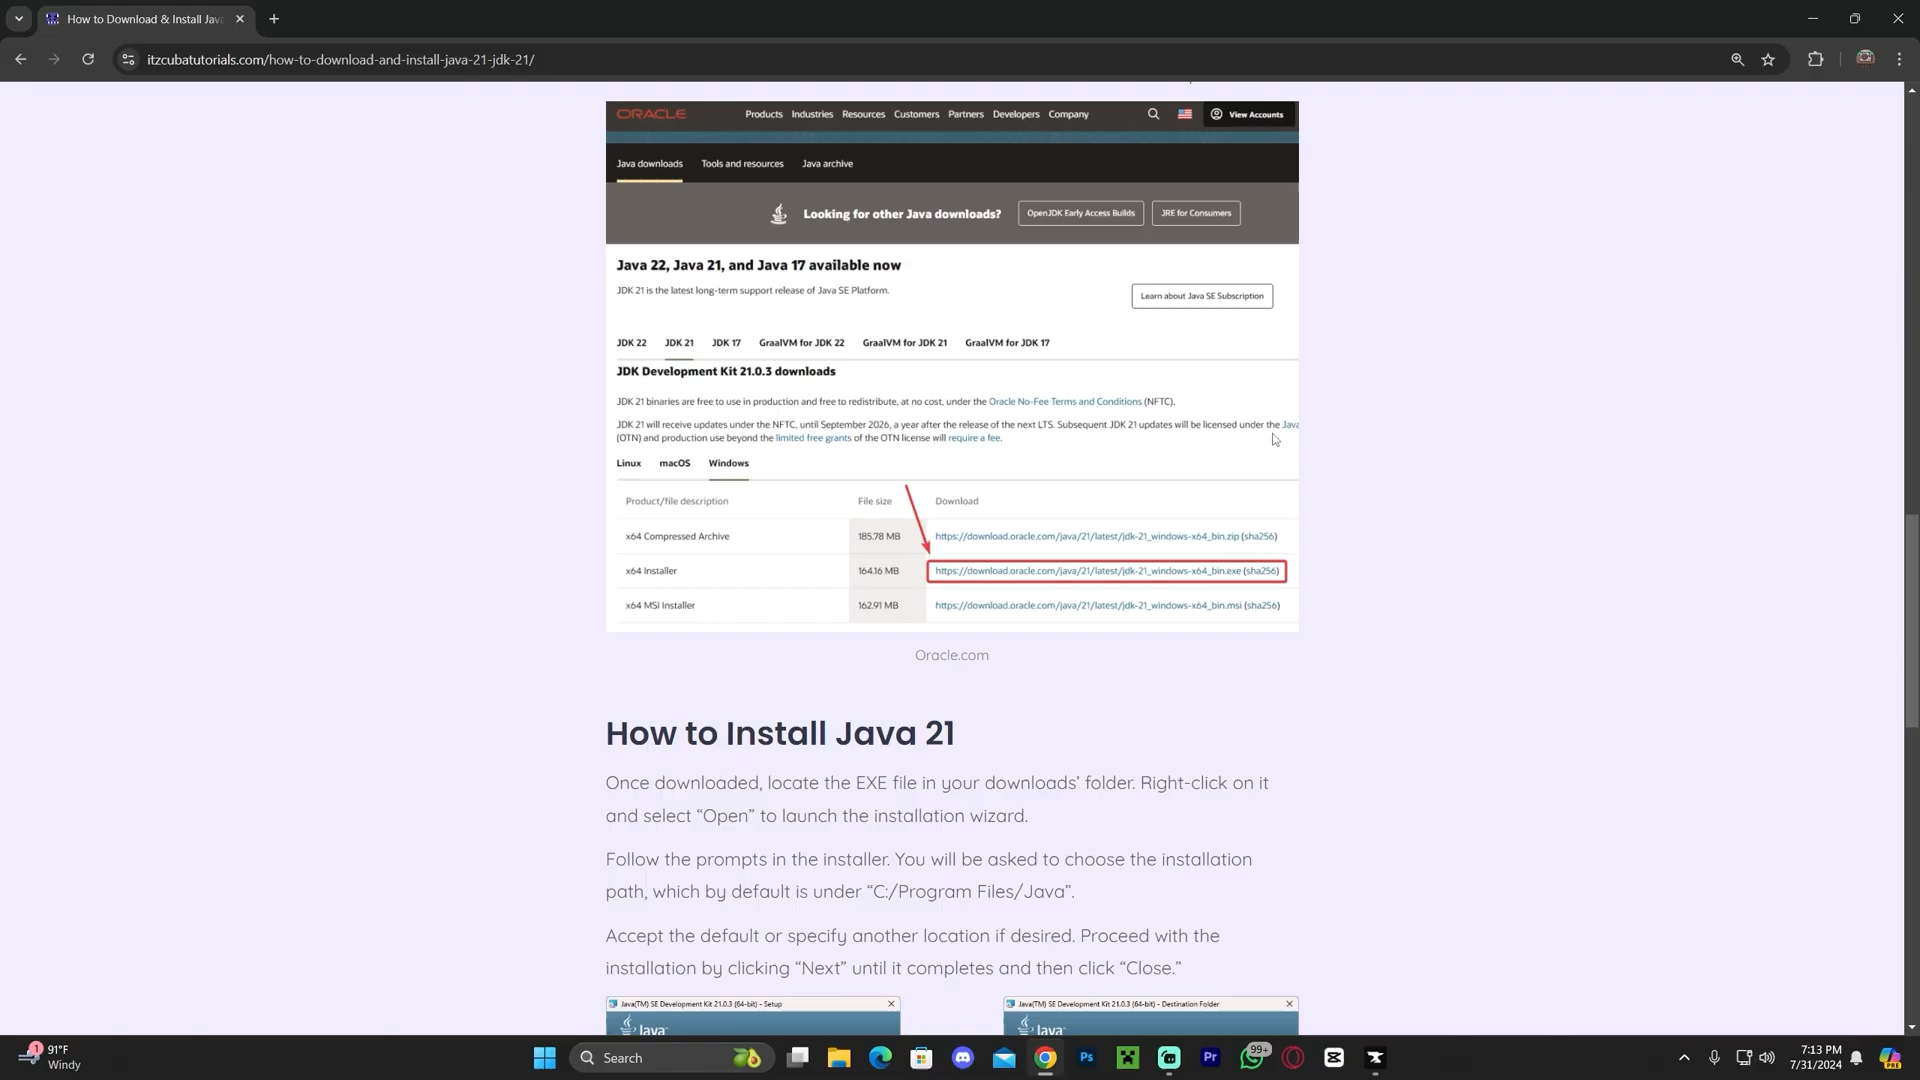 How to Download & Install Java
itzcubatutorials.com/how-to-download-and-install-java-21-jdk-21/
ORACLE
Products Industries Resources Customers Partners Developers Company
View Accounts
Java downloads Tools and resources Java archive
Looking for other Java downloads?
OpenJDK Early Access Builds
JRE for Consumers
Java 22, Java 21, and Java 17 available now
JDK 21 is the latest long-term support release of Java SE Platform.
Learn about Java SE Subscription
JDK 22 JDK 21 JDK 17 GraalVM for JDK 22 GraalVM for JDK 21 GraalVM for JDK 17
JDK Development Kit 21.0.3 downloads
JDK 21 binaries are free to use in production and free to redistribute, at no cost, under the Oracle No-Fee Terms and Conditions (NFTC).
JDK 21 will receive updates under the NFTC, until September 2026, a year after the release of the next LTS. Subsequent JDK 21 updates will be licensed under the Java
(OTN) and production use beyond the limited free grants of the OTN license will require a fee.
Linux macOS Windows
Product/file description File size Download
x64 Compressed Archive 185.78 MB https://download.oracle.com/java/21/latest/jdk-21_windows-x64_bin.zip (sha256)
x64 Installer 164.16 MB https://download.oracle.com/java/21/latest/jdk-21_windows-x64_bin.exe (sha256)
x64 MSI Installer 162.91 MB https://download.oracle.com/java/21/latest/jdk-21_windows-x64_bin.msi (sha256)
Oracle.com
How to Install Java 21
Once downloaded, locate the EXE file in your downloads’ folder. Right-click on it
and select “Open” to launch the installation wizard.
Follow the prompts in the installer. You will be asked to choose the installation
path, which by default is under “C:/Program Files/Java”.
Accept the default or specify another location if desired. Proceed with the
installation by clicking “Next” until it completes and then click “Close.”
Java(TM) SE Development Kit 21.0.3 (64-bit) - Setup
Java(TM) SE Development Kit 21.0.3 (64-bit) - Destination Folder
Java
Java
1
91°F
Windy
Search
Ps
Pr
99+
7:13 PM
7/31/2024
PRE